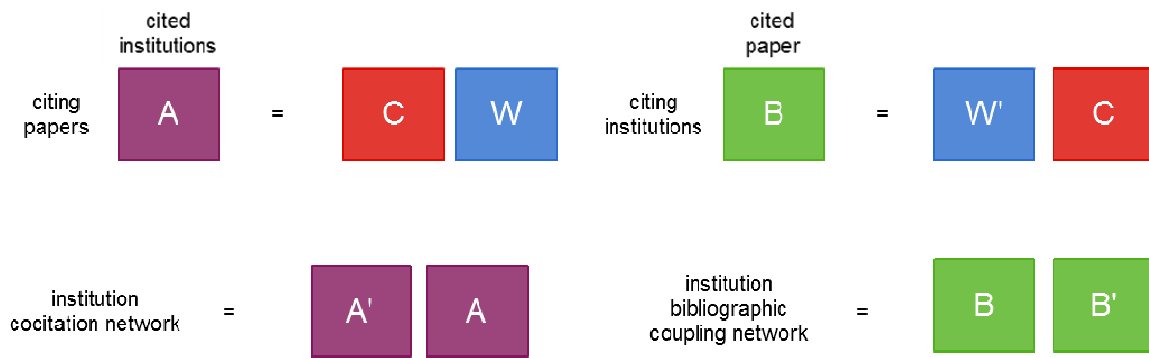 cited
institutions
citing
papers
A
=
C
W
cited
paper
citing
institutions
B
=
W'
C
institution
cocitation network
=
A'
A
institution
bibliographic
coupling network
=
B
B'